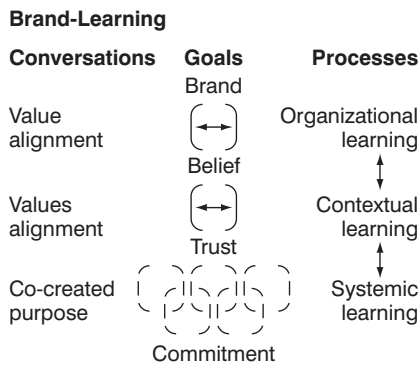 Brand-Learning
Conversations Goals Processes
Brand
Value alignment Organizational learning
Belief
Values alignment Contextual learning
Trust
Co-created purpose Systemic learning
Commitment